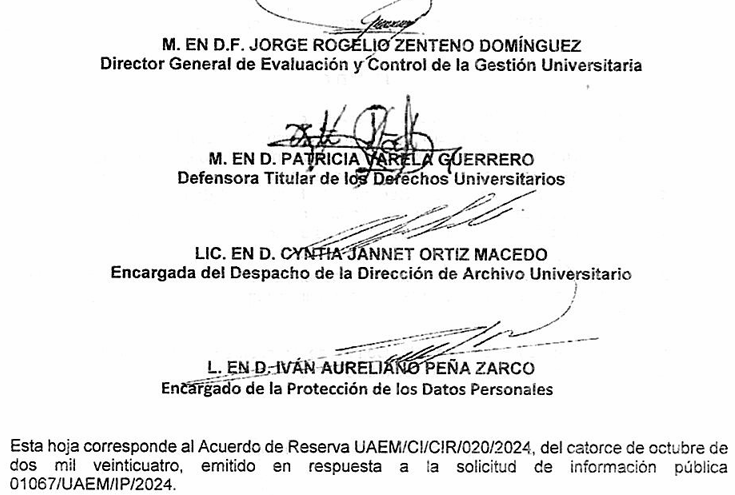 M. EN D.F. JORGE ROGELIO ZENTENO DOMÍNGUEZ
Director General de Evaluación y Control de la Gestión Universitaria
M. EN D. PATRICIA VARELA GUERRERO
Defensora Titular de los Derechos Universitarios
LIC. EN D. CYNTIA JANNET ORTIZ MACEDO
Encargada del Despacho de la Dirección de Archivo Universitario
L. EN D. IVÁN AURELIANO PEÑA ZARCO
Encargado de la Protección de los Datos Personales
Esta hoja corresponde al Acuerdo de Reserva UAEM/CI/CIR/020/2024, del catorce de octubre de
dos mil veinticuatro, emitido en respuesta a la solicitud de información pública
01067/UAEM/IP/2024.